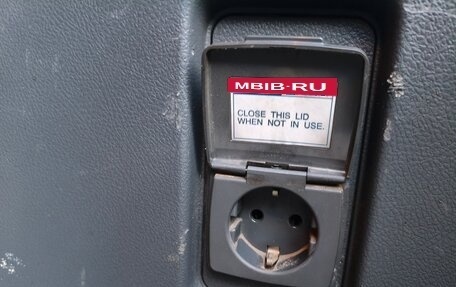 MBIB-RU
CLOSE THIS LID
WHEN NOT IN USE.